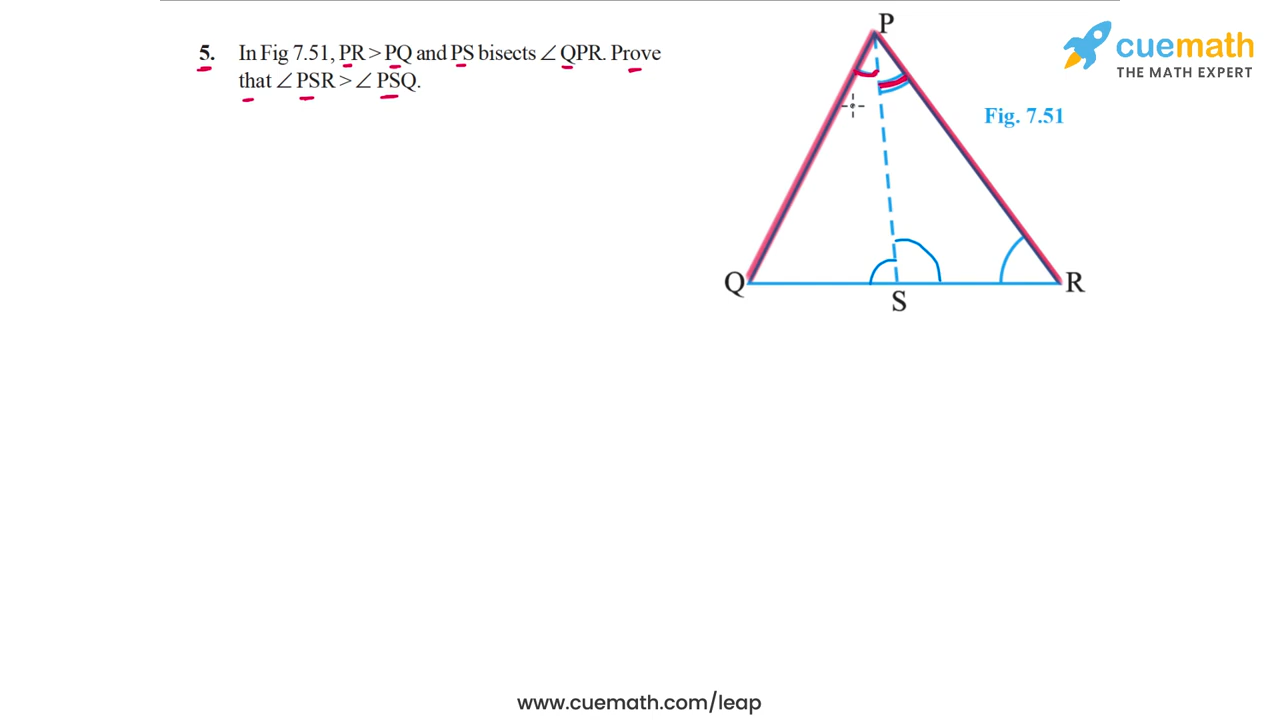 5. In Fig 7.51, PR > PQ and PS bisects ∠ QPR. Prove
that ∠ PSR > ∠ PSQ.
P
cuemath
THE MATH EXPERT
Fig. 7.51
Q
S
R
www.cuemath.com/leap